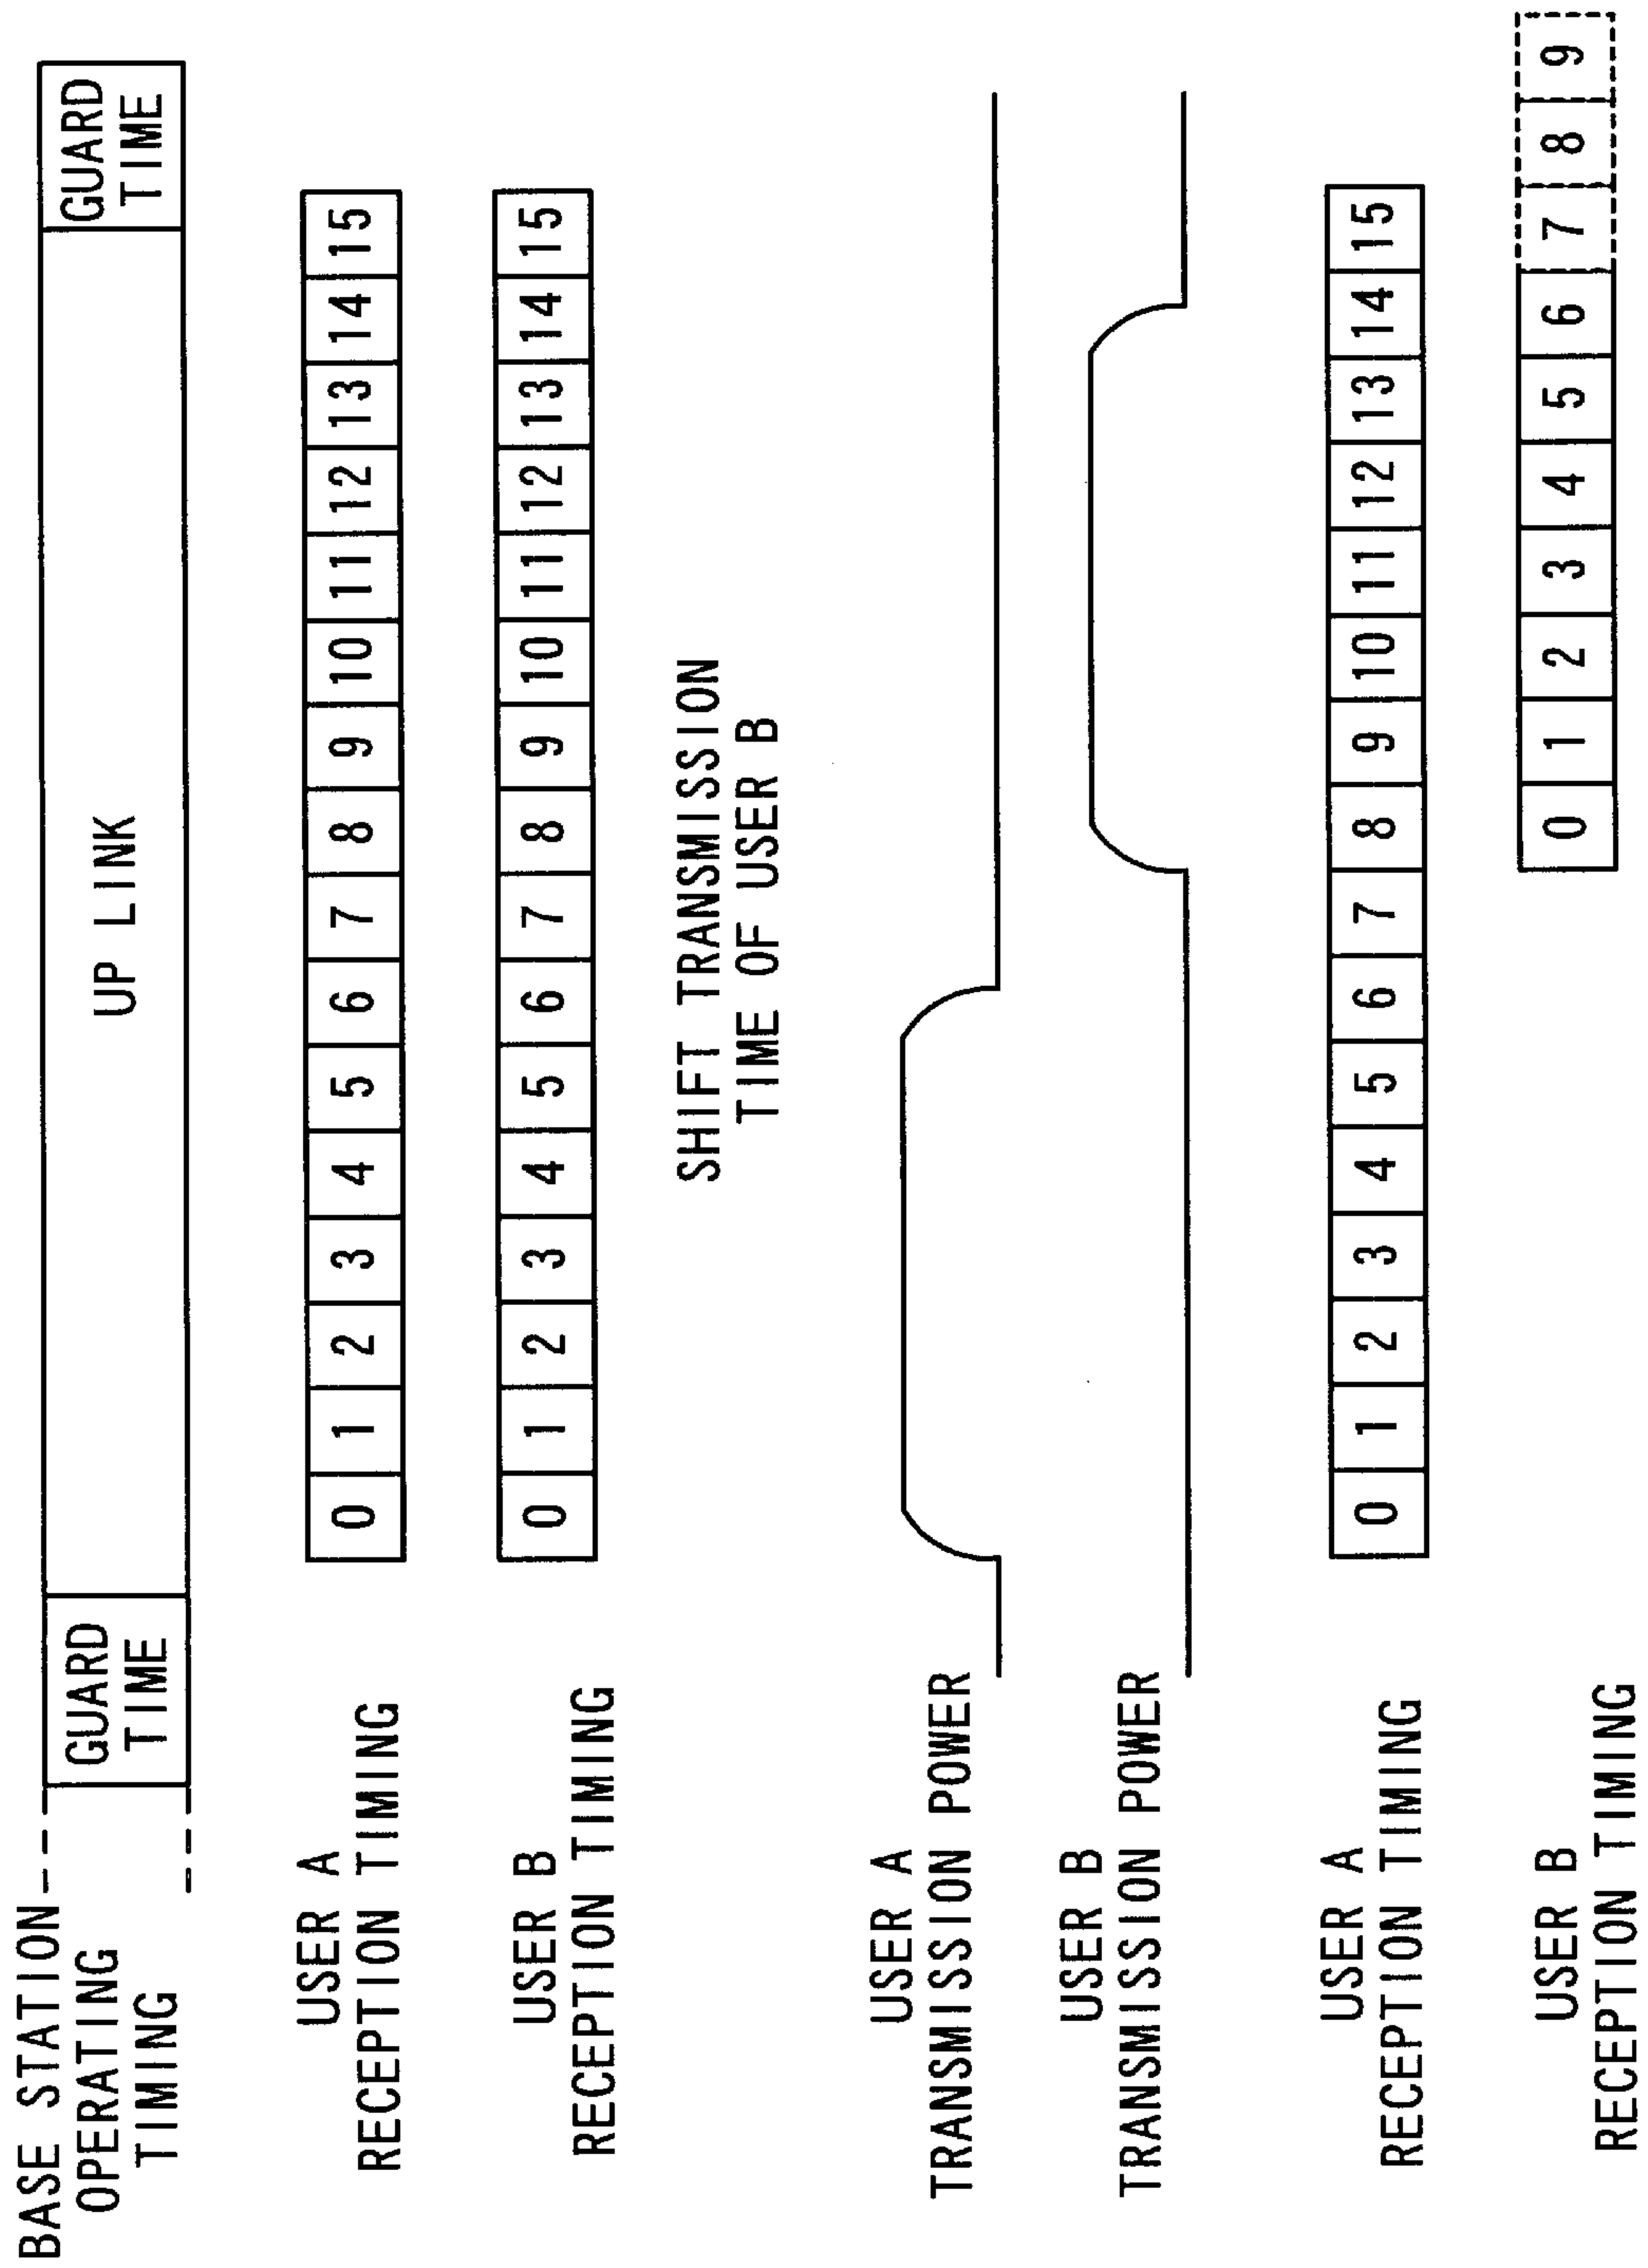 BASE STATION
OPERATING
TIMING
GUARD
TIME
UP LINK
GUARD
TIME
USER A
RECEPTION TIMING
0 1 2 3 4 5 6 7 8 9 10 11 12 13 14 15
USER B
RECEPTION TIMING
0 1 2 3 4 5 6 7 8 9 10 11 12 13 14 15
SHIFT TRANSMISSION
TIME OF USER B
USER A
TRANSMISSION POWER
USER B
TRANSMISSION POWER
USER A
RECEPTION TIMING
0 1 2 3 4 5 6 7 8 9 10 11 12 13 14 15
USER B
RECEPTION TIMING
0 1 2 3 4 5 6 7 8 9